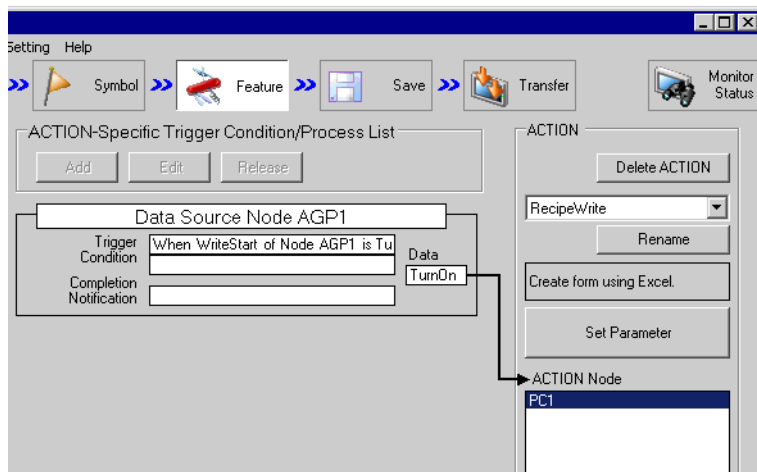 Setting Help
Symbol Feature Save Transfer Monitor Status
ACTION-Specific Trigger Condition/Process List
Add Edit Release
Data Source Node AGP1
Trigger Condition
When WriteStart of Node AGP1 is Tu
Data
TurnOn
Completion Notification
ACTION
Delete ACTION
RecipeWrite
Rename
Create form using Excel.
Set Parameter
ACTION Node
PC1